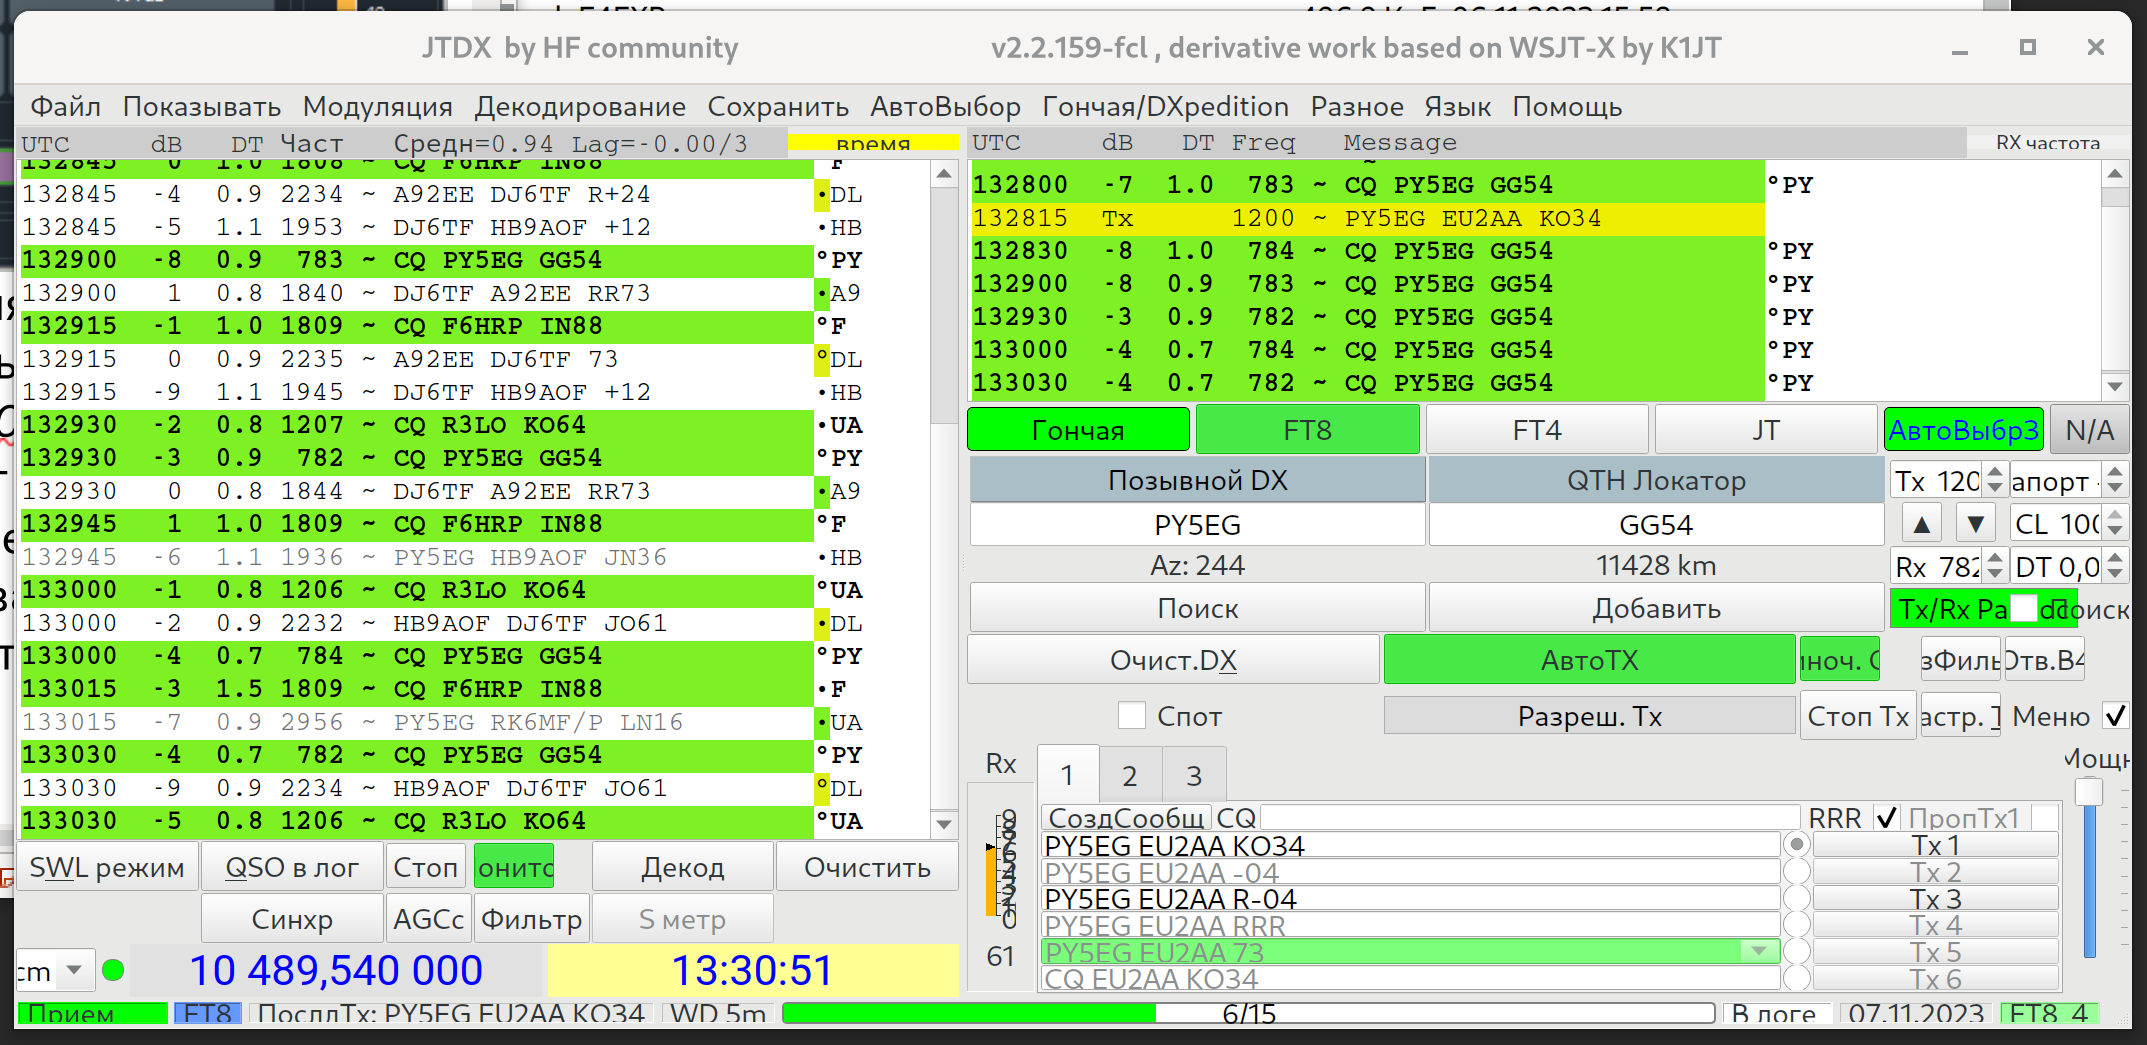 JTDX by HF community v2.2.159-fcl , derivative work based on WSJT-X by K1JT
Файл Показывать Модуляция Декодирование Сохранить АвтоВыбор Гончая/DXpedition Разное Язык Помощь
UTC dB DT Част Средн=0.94 Lag=-0.00/3 время
132845 0 1.0 1808 ~ CQ F6HRP IN88 °F
132845 -4 0.9 2234 ~ A92EE DJ6TF R+24 •DL
132845 -5 1.1 1953 ~ DJ6TF HB9AOF +12 •HB
132900 -8 0.9 783 ~ CQ PY5EG GG54 °PY
132900 1 0.8 1840 ~ DJ6TF A92EE RR73 •A9
132915 -1 1.0 1809 ~ CQ F6HRP IN88 °F
132915 0 0.9 2235 ~ A92EE DJ6TF 73 °DL
132915 -9 1.1 1945 ~ DJ6TF HB9AOF +12 •HB
132930 -2 0.8 1207 ~ CQ R3LO KO64 •UA
132930 -3 0.9 782 ~ CQ PY5EG GG54 °PY
132930 0 0.8 1844 ~ DJ6TF A92EE RR73 •A9
132945 1 1.0 1809 ~ CQ F6HRP IN88 °F
132945 -6 1.1 1936 ~ PY5EG HB9AOF JN36 •HB
133000 -1 0.8 1206 ~ CQ R3LO KO64 °UA
133000 -2 0.9 2232 ~ HB9AOF DJ6TF JO61 •DL
133000 -4 0.7 784 ~ CQ PY5EG GG54 °PY
133015 -3 1.5 1809 ~ CQ F6HRP IN88 •F
133015 -7 0.9 2956 ~ PY5EG RK6MF/P LN16 •UA
133030 -4 0.7 782 ~ CQ PY5EG GG54 °PY
133030 -9 0.9 2234 ~ HB9AOF DJ6TF JO61 °DL
133030 -5 0.8 1206 ~ CQ R3LO KO64 °UA
SWL режим QSO в лог Стоп онитс Декод Очистить
Синхр AGCc Фильтр S метр
cm 10 489,540 000 13:30:51
UTC dB DT Freq Message RX частота
132800 -7 1.0 783 ~ CQ PY5EG GG54 °PY
132815 Tx 1200 ~ PY5EG EU2AA KO34
132830 -8 1.0 784 ~ CQ PY5EG GG54 °PY
132900 -8 0.9 783 ~ CQ PY5EG GG54 °PY
132930 -3 0.9 782 ~ CQ PY5EG GG54 °PY
133000 -4 0.7 784 ~ CQ PY5EG GG54 °PY
133030 -4 0.7 782 ~ CQ PY5EG GG54 °PY
Гончая FT8 FT4 JT АвтоВыбр3 N/A
Позывной DX QTH Локатор Tx 120 апорт
PY5EG GG54 ▲ ▼ CL 100
Az: 244 11428 km Rx 782 DT 0,0
Поиск Добавить Tx/Rx Ра Поиск
Очист.DX АвтоTX иноч. зФиль Отв.B4
Спот Разреш. Tx Стоп Tx астр. Меню
Rx 1 2 3 Мощн
СоздСообщ CQ RRR ПропTx1
PY5EG EU2AA KO34 Tx 1
PY5EG EU2AA -04 Tx 2
PY5EG EU2AA R-04 Tx 3
PY5EG EU2AA RRR Tx 4
PY5EG EU2AA 73 Tx 5
CQ EU2AA KO34 Tx 6
61
Прием FT8 ПослдTx: PY5EG EU2AA KO34 WD 5m 6/15 В логе 07.11.2023 FT8 4